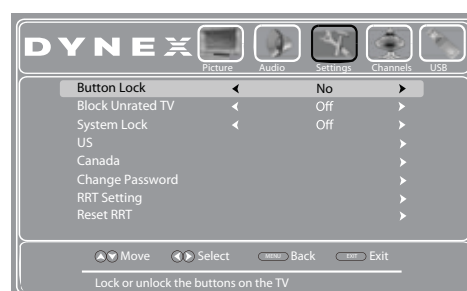 DYNEX
Picture Audio Settings Channels USB
Button Lock No
Block Unrated TV Off
System Lock Off
US
Canada
Change Password
RRT Setting
Reset RRT
Move Select MENU Back EXIT Exit
Lock or unlock the buttons on the TV